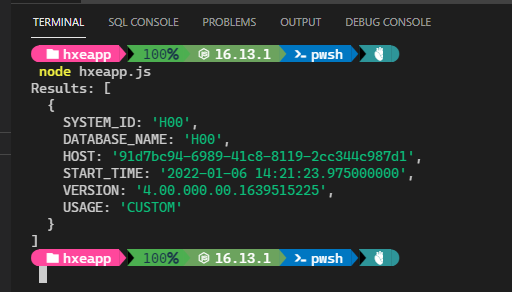 TERMINAL SQL CONSOLE PROBLEMS OUTPUT DEBUG CONSOLE
hxeapp 100% 16.13.1 pwsh
node hxeapp.js
Results: [
{
SYSTEM_ID: 'H00',
DATABASE_NAME: 'H00',
HOST: '91d7bc94-6989-41c8-8119-2cc344c987d1',
START_TIME: '2022-01-06 14:21:23.975000000',
VERSION: '4.00.000.00.1639515225',
USAGE: 'CUSTOM'
}
]
hxeapp 100% 16.13.1 pwsh